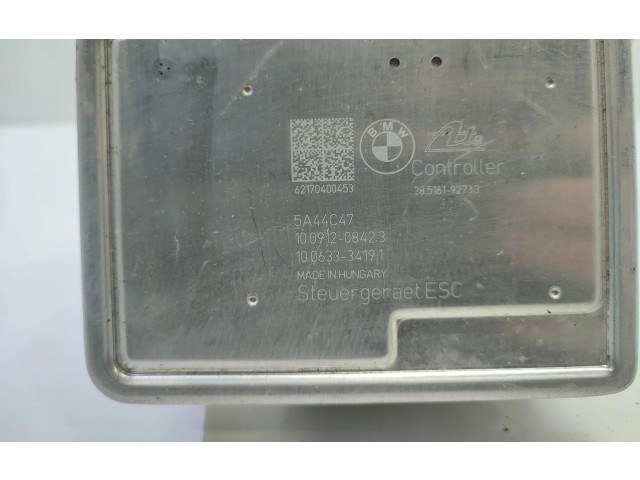 BMW
Ate
Controller
62170400453
28.5161-9273.3
5A44C47
10.0912-0842.3
10.0633-3419.1
MADE IN HUNGARY
Steuergeraet ESC